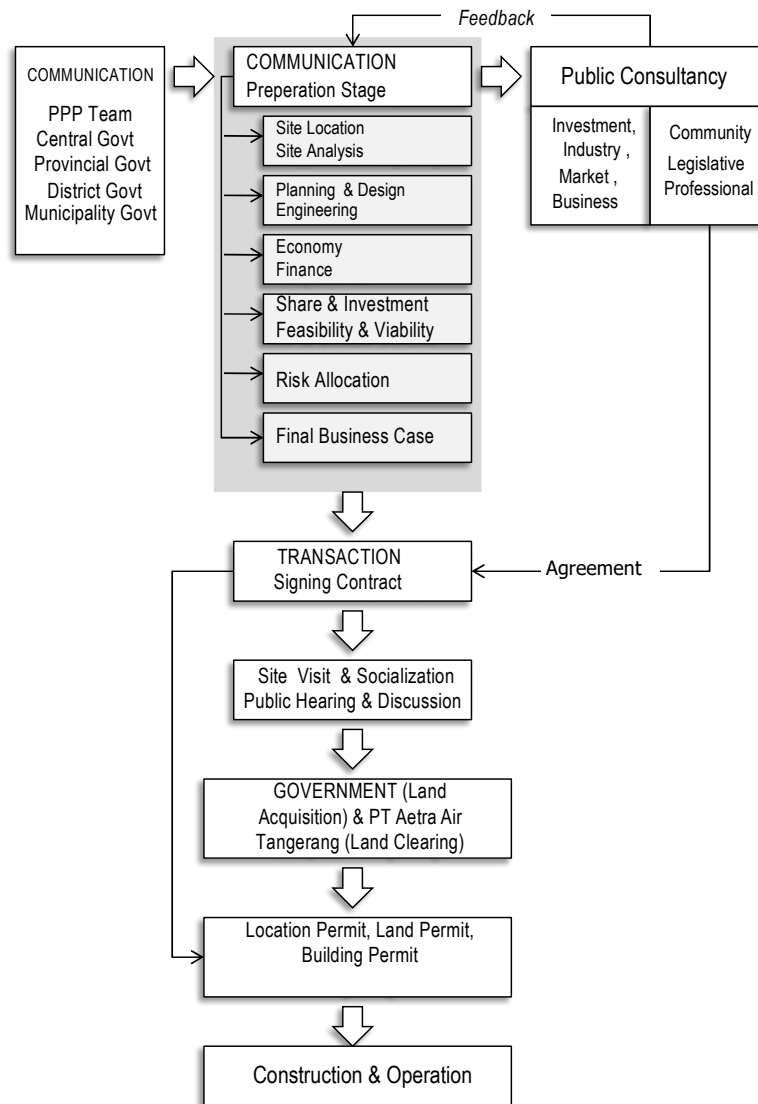 Feedback
COMMUNICATION
PPP Team
Central Govt
Provincial Govt
District Govt
Municipality Govt
COMMUNICATION
Preperation Stage
Site Location
Site Analysis
Planning & Design
Engineering
Economy
Finance
Share & Investment
Feasibility & Viability
Risk Allocation
Final Business Case
Public Consultancy
Investment,
Industry ,
Market ,
Business
Community
Legislative
Professional
TRANSACTION
Signing Contract
Agreement
Site Visit & Socialization
Public Hearing & Discussion
GOVERNMENT (Land
Acquisition) & PT Aetra Air
Tangerang (Land Clearing)
Location Permit, Land Permit,
Building Permit
Construction & Operation